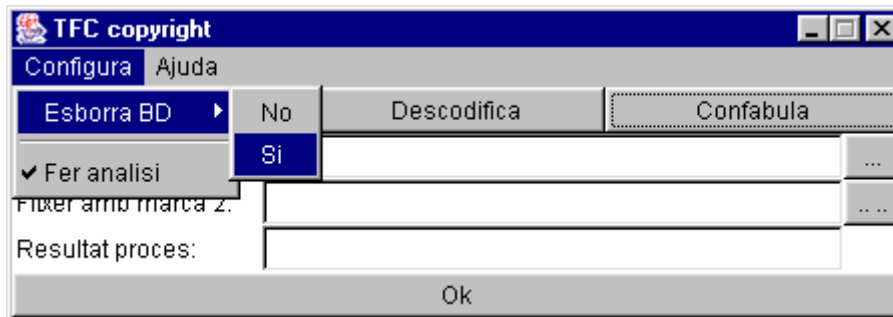 TFC copyright
Configura Ajuda
Esborra BD No Descodifica Confabula
Si ...
Fer analisi
Fitxer amb marca 2: .. ..
Resultat proces:
Ok